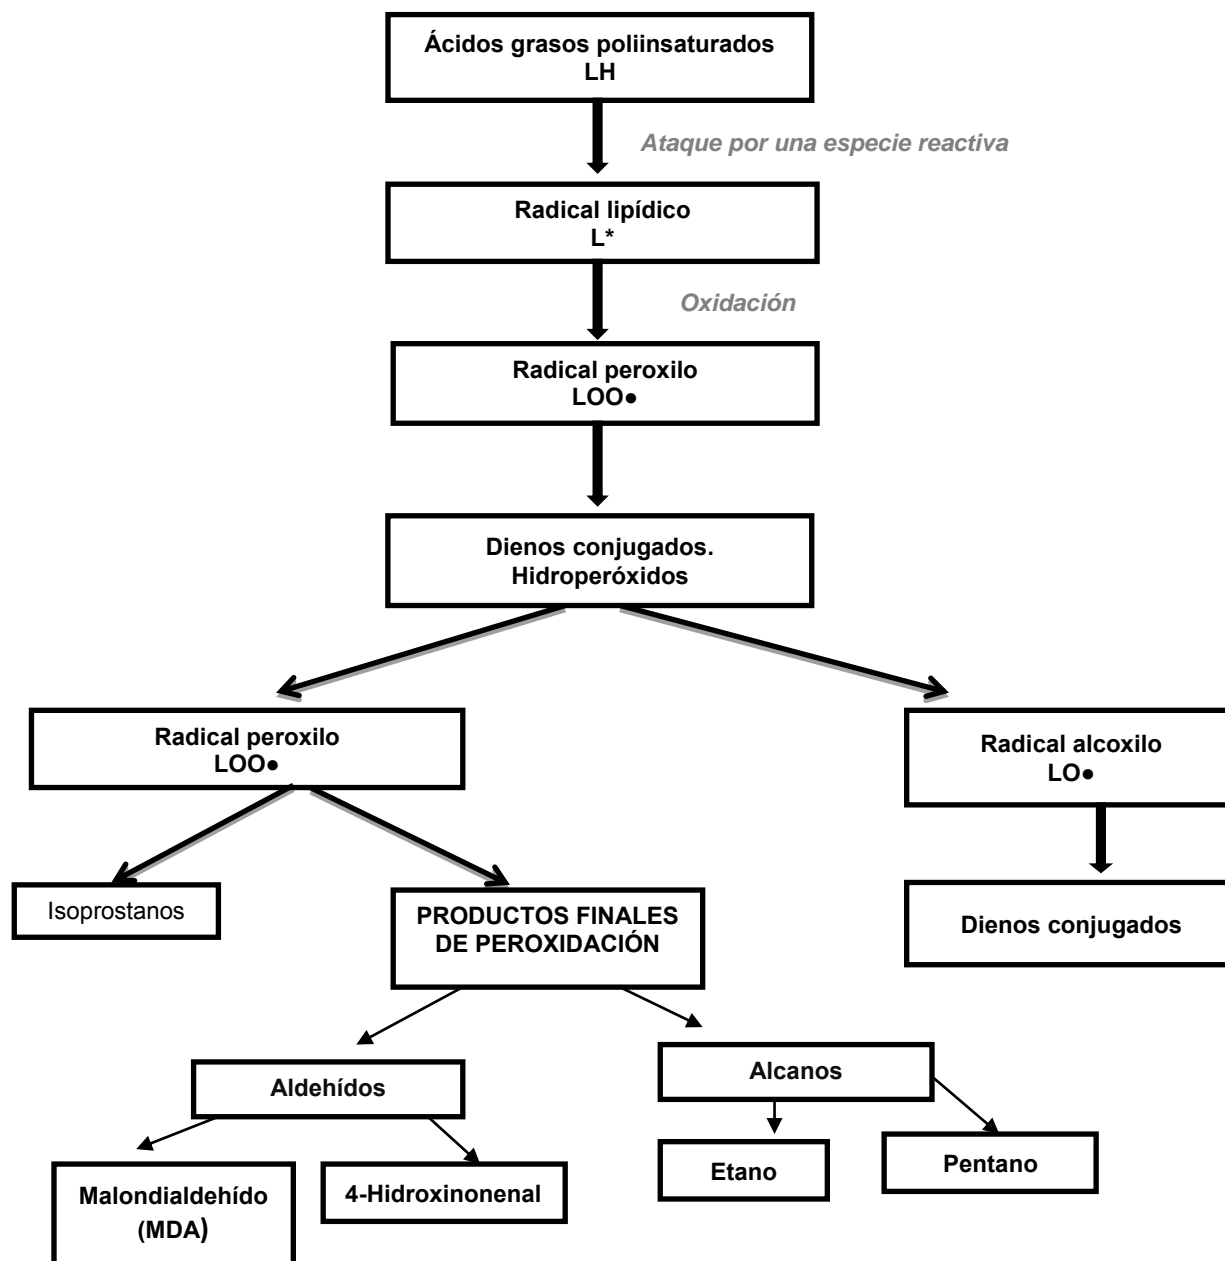 Ácidos grasos poliinsaturados
LH
Ataque por una especie reactiva
Radical lipídico
L*
Oxidación
Radical peroxilo
LOO●
Dienos conjugados.
Hidroperóxidos
Radical peroxilo
LOO●
Radical alcoxilo
LO●
Isoprostanos
PRODUCTOS FINALES
DE PEROXIDACIÓN
Dienos conjugados
Aldehídos
Alcanos
Malondialdehído
(MDA)
4-Hidroxinonenal
Etano
Pentano